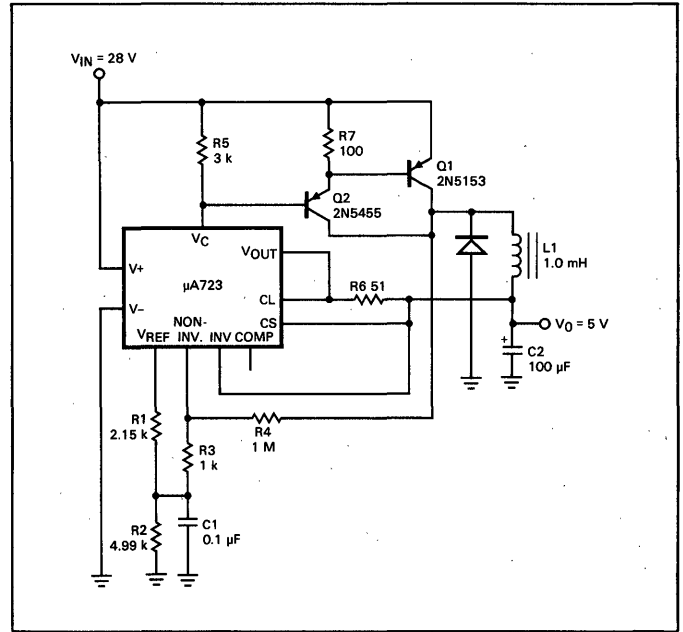 VIN = 28 V
R5
3 k
R7
100
Q1
2N5153
Q2
2N5455
VC
VOUT
V+
μA723
L1
1.0 mH
CL
R6 51
V−
CS
VO = 5 V
VREF
NON-
INV.
INV
COMP
+
C2
100 μF
R1
2.15 k
R4
1 M
R3
1 k
R2
4.99 k
C1
0.1 μF